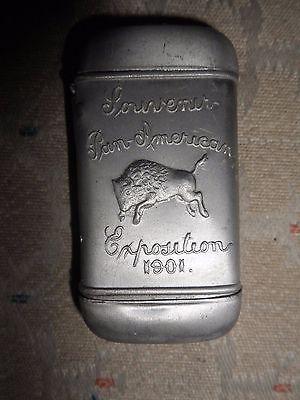 Souvenir
Pan-American
Exposition
1901.